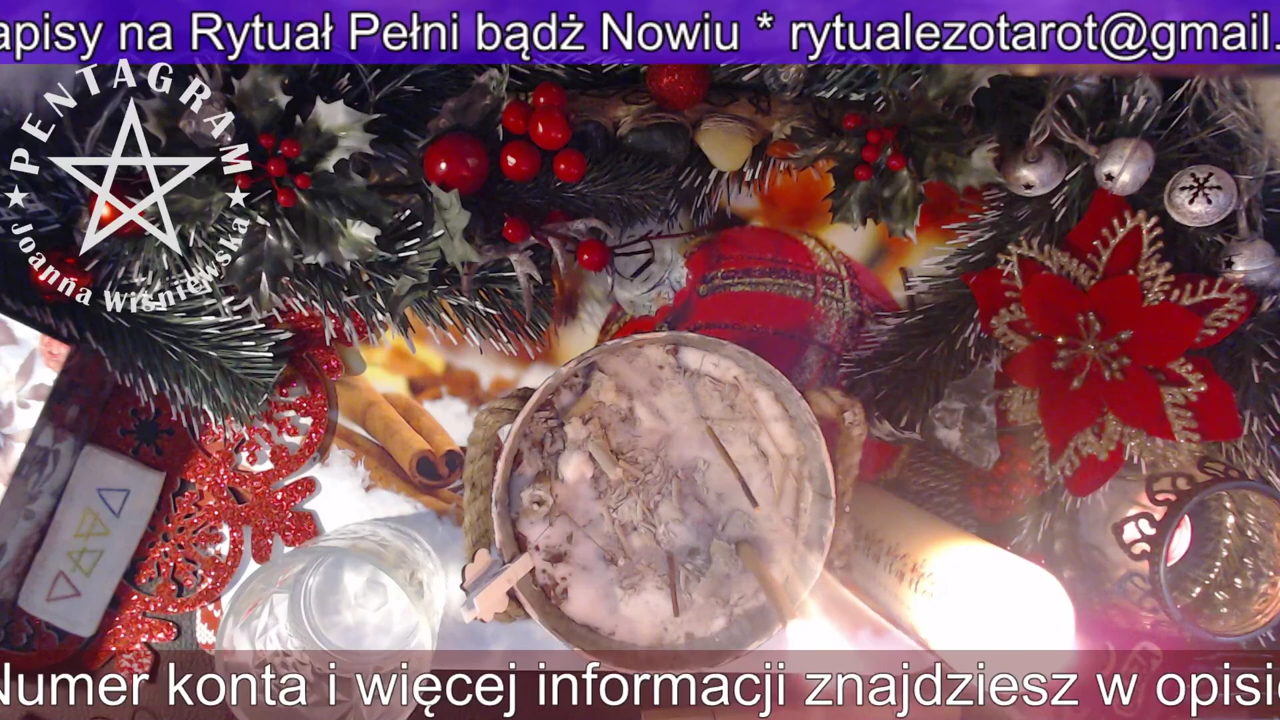 apisy na Rytuał Pełni bądź Nowiu * rytualezotarot@gmail.
PENTAGRAM
Joanna Wiśniewska
Numer konta i więcej informacji znajdziesz w opisie